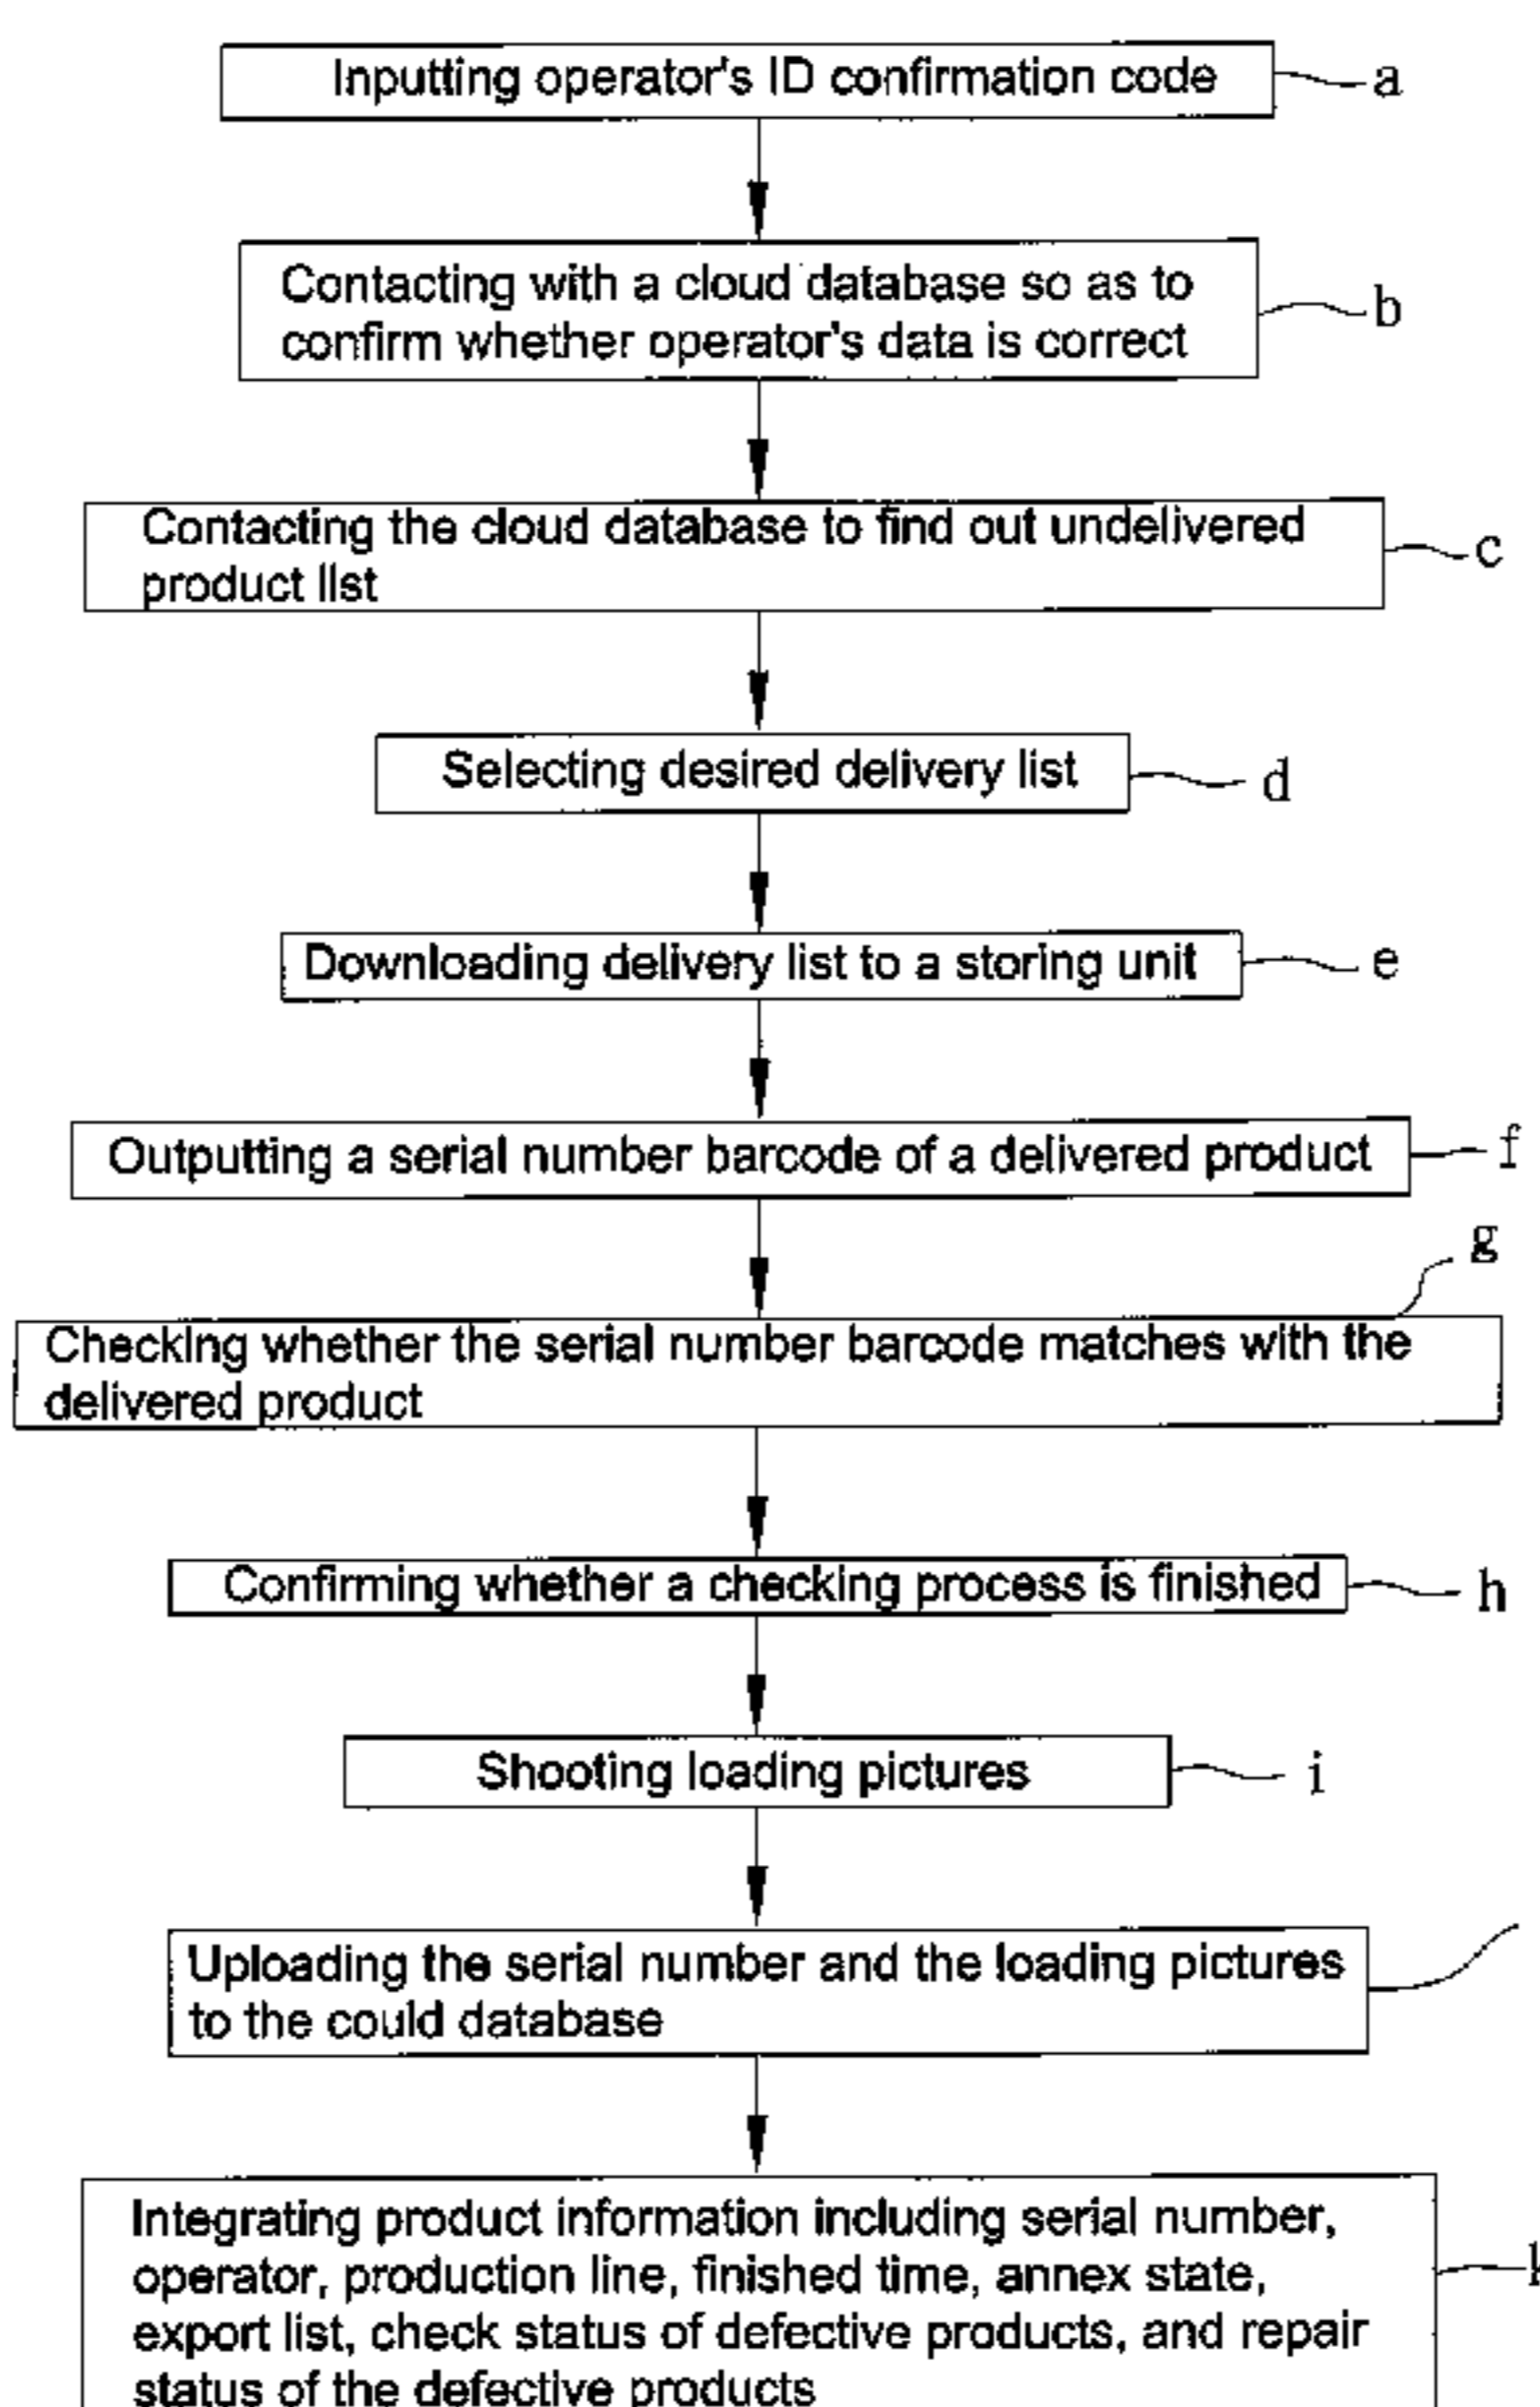 Inputting operator's ID confirmation code
a
Contacting with a cloud database so as to
confirm whether operator's data is correct
b
Contacting the cloud database to find out undelivered
product list
c
Selecting desired delivery list
d
Downloading delivery list to a storing unit
e
Outputting a serial number barcode of a delivered product
f
g
Checking whether the serial number barcode matches with the
delivered product
Confirming whether a checking process is finished
h
Shooting loading pictures
i
Uploading the serial number and the loading pictures
to the could database
Integrating product information including serial number,
operator, production line, finished time, annex state,
export list, check status of defective products, and repair
status of the defective products